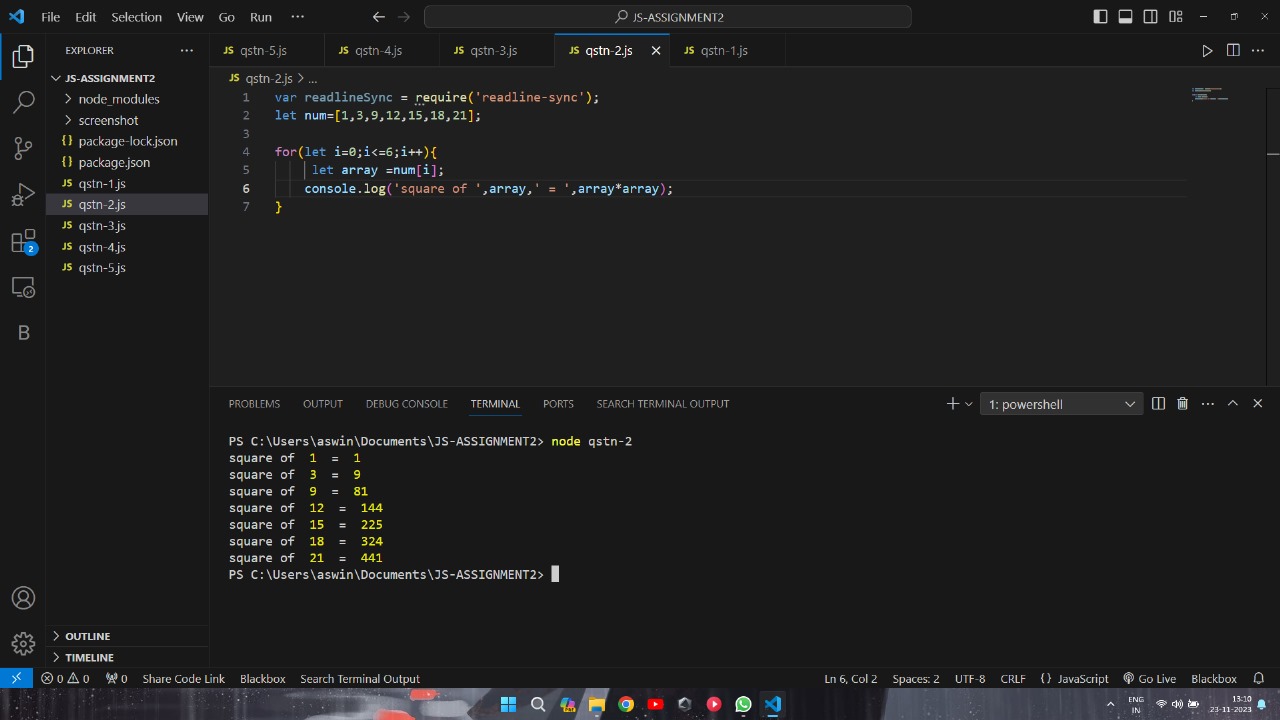 File Edit Selection View Go Run ··· JS-ASSIGNMENT2
EXPLORER ···
JS-ASSIGNMENT2
node_modules
screenshot
{} package-lock.json
{} package.json
JS qstn-1.js
JS qstn-2.js
JS qstn-3.js
JS qstn-4.js
JS qstn-5.js
2
B
OUTLINE
TIMELINE
JS qstn-5.js JS qstn-4.js JS qstn-3.js JS qstn-2.js JS qstn-1.js
JS qstn-2.js > ...
1 var readlineSync = require('readline-sync');
2 let num=[1,3,9,12,15,18,21];
3
4 for(let i=0;i<=6;i++){
5 let array =num[i];
6 console.log('square of ',array,' = ',array*array);
7 }
PROBLEMS OUTPUT DEBUG CONSOLE TERMINAL PORTS SEARCH TERMINAL OUTPUT 1: powershell
PS C:\Users\aswin\Documents\JS-ASSIGNMENT2> node qstn-2
square of 1 = 1
square of 3 = 9
square of 9 = 81
square of 12 = 144
square of 15 = 225
square of 18 = 324
square of 21 = 441
PS C:\Users\aswin\Documents\JS-ASSIGNMENT2>
0 0 0 Share Code Link Blackbox Search Terminal Output Ln 6, Col 2 Spaces: 2 UTF-8 CRLF {} JavaScript Go Live Blackbox
ENG 13:10
IN 23-11-2023